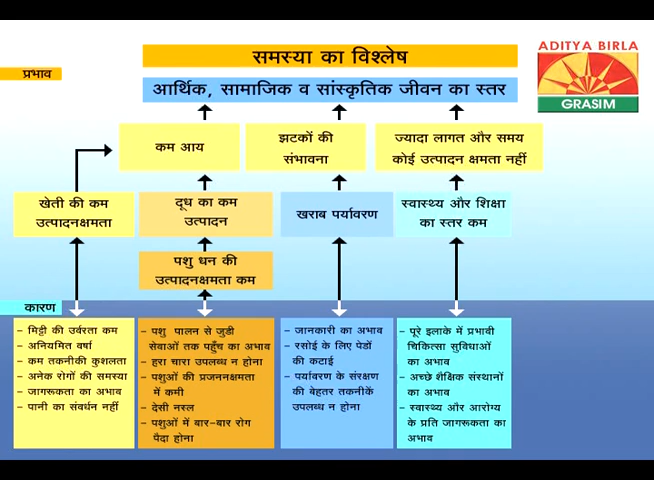 समस्या का विश्लेष
ADITYA BIRLA
GRASIM
प्रभाव
आर्थिक, सामाजिक व सांस्कृतिक जीवन का स्तर
कम आय
झटकों की
संभावना
ज्यादा लागत और समय
कोई उत्पादन क्षमता नहीं
खेती की कम
उत्पादनक्षमता
दूध का कम
उत्पादन
खराब पर्यावरण
स्वास्थ्य और शिक्षा
का स्तर कम
पशु धन की
उत्पादनक्षमता कम
कारण
– मिट्टी की उर्वरता कम
– अनियमित वर्षा
– कम तकनीकी कुशलता
– अनेक रोगों की समस्या
– जागरूकता का अभाव
– पानी का संवर्धन नहीं
– पशु पालन से जुडी
सेवाओं तक पहुँच का अभाव
– हरा चारा उपलब्ध न होना
– पशुओं की प्रजननक्षमता
में कमी
– देसी नस्ल
– पशुओं में बार-बार रोग
पैदा होना
– जानकारी का अभाव
– रसोई के लिए पेडों
की कटाई
– पर्यावरण के संरक्षण
की बेहतर तकनीकें
उपलब्ध न होना
– पूरे इलाके में प्रभावी
चिकित्सा सुविधाओं
का अभाव
– अच्छे शैक्षिक संस्थानों
का अभाव
– स्वास्थ्य और आरोग्य
के प्रति जागरूकता का
अभाव